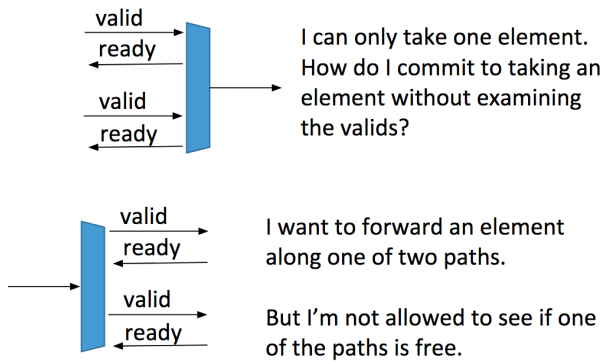 valid
ready
valid
ready
I can only take one element.
How do I commit to taking an
element without examining
the valids?
valid
ready
valid
ready
I want to forward an element
along one of two paths.
But I'm not allowed to see if one
of the paths is free.